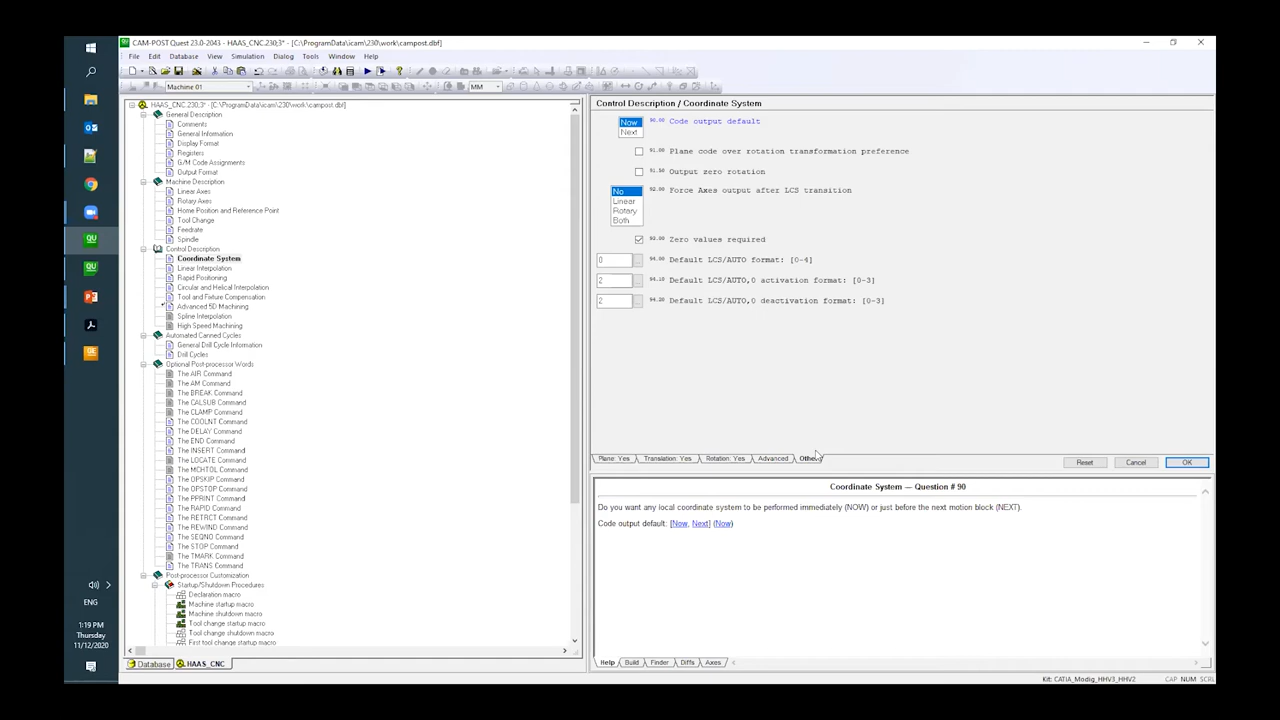 CAM-POST Quest 23.0-2043 - HAAS_CNC.230;3* - [C:\ProgramData\icam\230\work\campost.dbf]
File Edit Database View Simulation Dialog Tools Window Help
Machine 01
MM
HAAS_CNC.230;3* - [C:\ProgramData\icam\230\work\campost.dbf]
General Description
Comments
General Information
Display Format
Registers
G/M Code Assignments
Output Format
Machine Description
Linear Axes
Rotary Axes
Home Position and Reference Point
Tool Change
Feedrate
Spindle
Control Description
Coordinate System
Linear Interpolation
Rapid Positioning
Circular and Helical Interpolation
Tool and Fixture Compensation
Advanced 5D Machining
Spline Interpolation
High Speed Machining
Automated Canned Cycles
General Drill Cycle Information
Drill Cycles
Optional Post-processor Words
The AIR Command
The AM Command
The BREAK Command
The CALSUB Command
The CLAMP Command
The COOLNT Command
The DELAY Command
The END Command
The INSERT Command
The LOCATE Command
The MCHTOL Command
The OPSKIP Command
The OPSTOP Command
The PPRINT Command
The RAPID Command
The RETRCT Command
The REWIND Command
The SEQNO Command
The STOP Command
The TMARK Command
The TRANS Command
Post-processor Customization
Startup/Shutdown Procedures
Declaration macro
Machine startup macro
Machine shutdown macro
Tool change startup macro
Tool change shutdown macro
First tool change startup macro
Database HAAS_CNC
Control Description / Coordinate System
Now
Next
90.00 Code output default
91.00 Plane code over rotation transformation preference
91.50 Output zero rotation
No
Linear
Rotary
Both
92.00 Force Axes output after LCS transition
93.00 Zero values required
0 94.00 Default LCS/AUTO format: [0-4]
2 94.10 Default LCS/AUTO,0 activation format: [0-3]
2 94.20 Default LCS/AUTO,0 deactivation format: [0-3]
Plane: Yes Translation: Yes Rotation: Yes Advanced Other
Reset Cancel OK
Coordinate System — Question # 90
Do you want any local coordinate system to be performed immediately (NOW) or just before the next motion block (NEXT).
Code output default: [Now, Next] (Now)
Help Build Finder Diffs Axes
Kit: CATIA_Modig_HHV3_HHV2 CAP NUM SCRL
ENG
1:19 PM
Thursday
11/12/2020